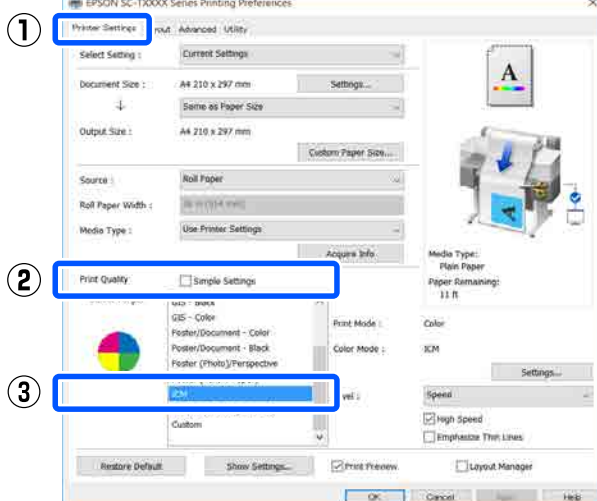 EPSON SC-TXXXX Series Printing Preferences
① Printer Settings yout Advanced Utility
Select Setting : Current Settings
Document Size : A4 210 x 297 mm Settings...
Same as Paper Size
Output Size : A4 210 x 297 mm
Custom Paper Size...
Source : Roll Paper
Roll Paper Width :
Media Type : Use Printer Settings
Acquire Info
A
Media Type:
Plain Paper
Paper Remaining:
11 ft
② Print Quality Simple Settings
GIS - Black
GIS - Color
Poster/Document - Color
Poster/Document - Black
Poster (Photo)/Perspective
③ ICM
Custom
Print Mode : Color
Color Mode : ICM
Settings...
vel : Speed
High Speed
Emphasize Thin Lines
Restore Default Show Settings... Print Preview Layout Manager
OK Cancel Help